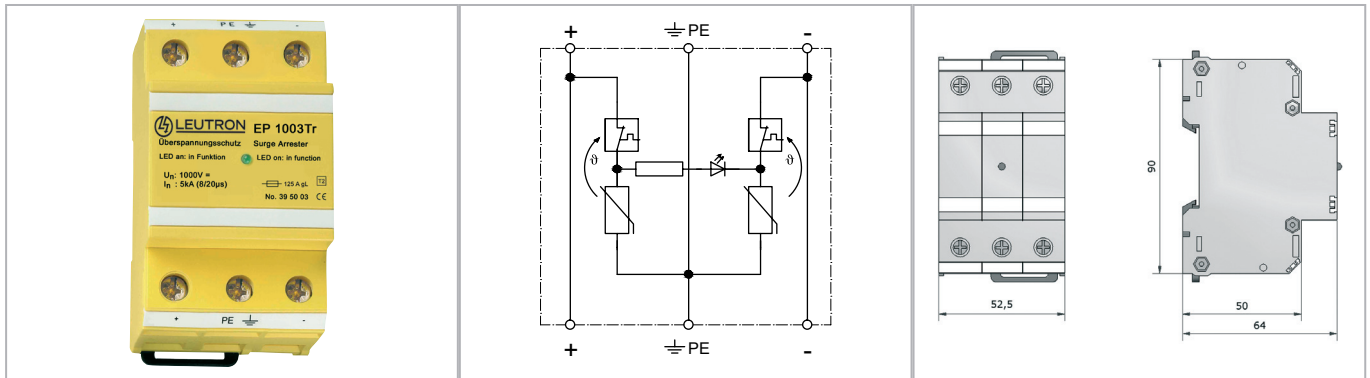 + PE -
LEUTRON EP 1003Tr
Überspannungsschutz Surge Arrester
LED an: in Funktion LED on: in function
Un: 1000V =
In : 5kA (8/20µs) 125 A gL T3
No. 39 50 03 CE
+ PE -
+ PE -
ϑ ϑ
+ PE -
90
52,5
50
64